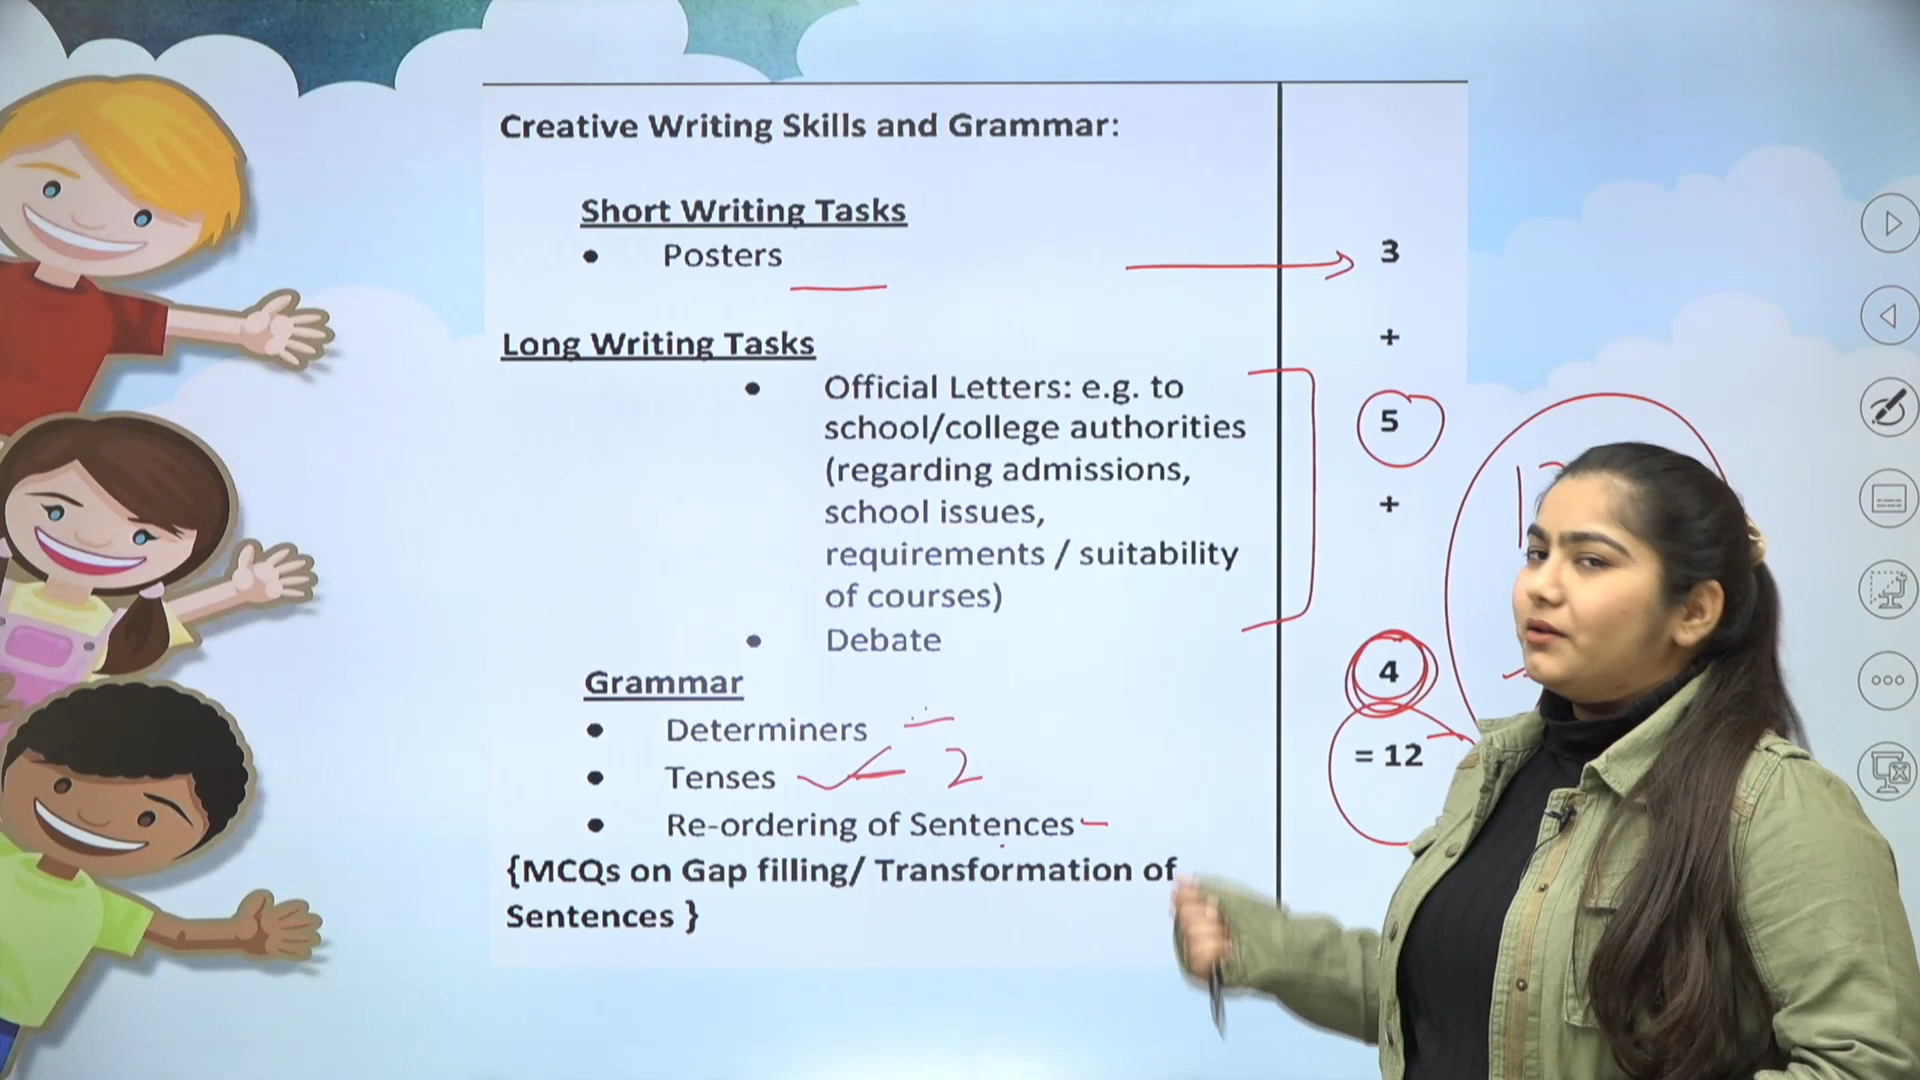 Creative Writing Skills and Grammar:
Short Writing Tasks
• Posters
3
+
Long Writing Tasks
• Official Letters: e.g. to
school/college authorities
(regarding admissions,
school issues,
requirements / suitability
of courses)
5
+
• Debate
4
Grammar
• Determiners
= 12
• Tenses 2
• Re-ordering of Sentences
{MCQs on Gap filling/ Transformation of
Sentences }